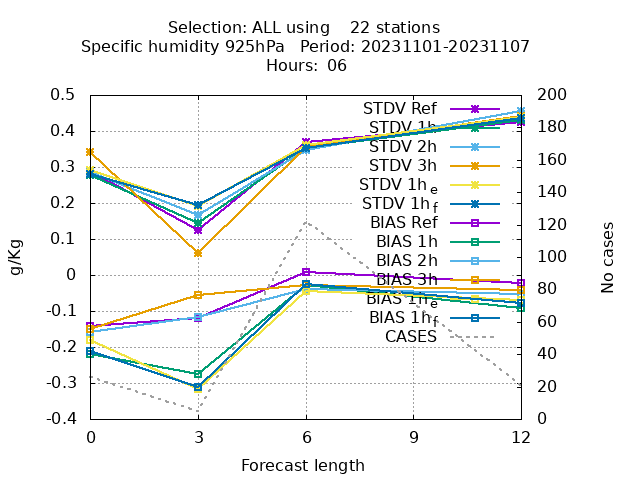 Selection: ALL using 22 stations
Specific humidity 925hPa Period: 20231101-20231107
Hours: 06
0.5
0.4
0.3
0.2
0.1
0
-0.1
-0.2
-0.3
-0.4
g/Kg
STDV Ref
STDV 1h
STDV 2h
STDV 3h
STDV 1h e
STDV 1h f
BIAS Ref
BIAS 1h
BIAS 2h
BIAS 3h
BIAS 1h e
BIAS 1h f
CASES
200
180
160
140
120
100
80
60
40
20
0
No cases
0 3 6 9 12
Forecast length